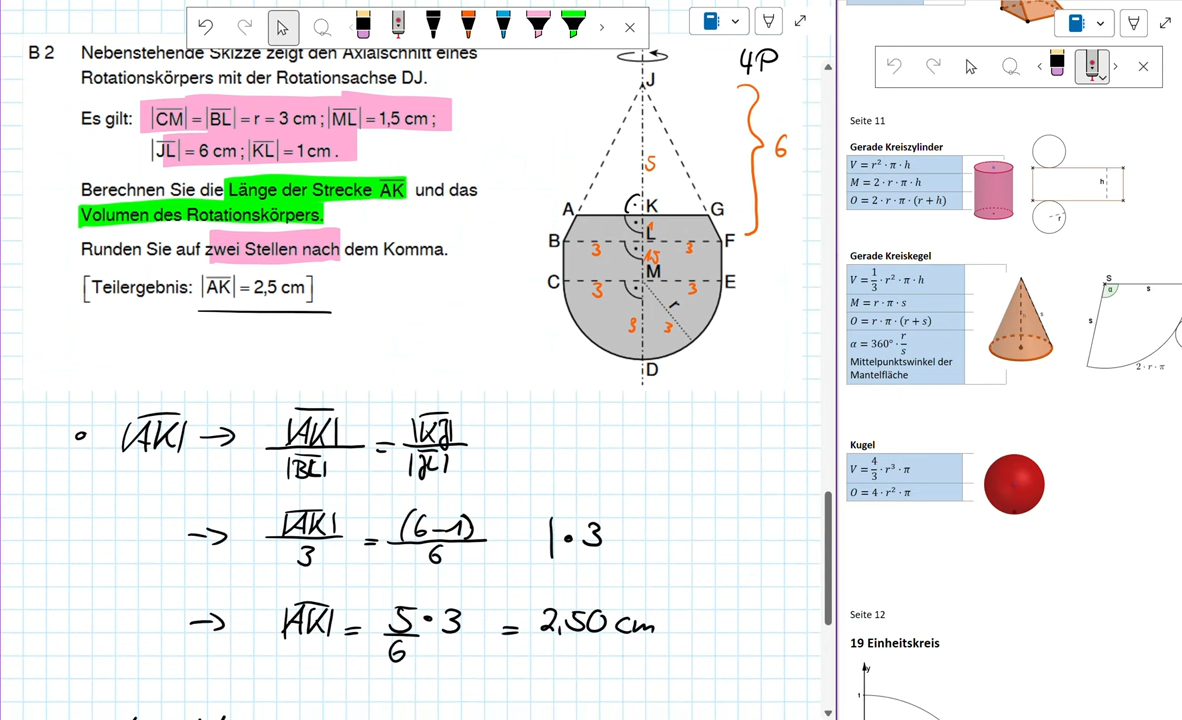 B 2 Nebenstehende Skizze zeigt den Axialschnitt eines
Rotationskörpers mit der Rotationsachse DJ.
Es gilt: |CM| = |BL| = r = 3 cm ; |ML| = 1,5 cm ;
|JL| = 6 cm ; |KL| = 1 cm .
Berechnen Sie die Länge der Strecke AK und das
Volumen des Rotationskörpers.
Runden Sie auf zwei Stellen nach dem Komma.
[Teilergebnis: |AK| = 2,5 cm ]
4P
J
6
5
A K G
1
B L F
3 3
1,5
M
C E
3 3
r
3 3
D
|AK| → |AK| / |BL| = |KJ| / |JL|
→ |AK| / 3 = (6-1) / 6 | · 3
→ |AK| = 5/6 · 3 = 2,50 cm
Seite 11
Gerade Kreiszylinder
V = r² · π · h
M = 2 · r · π · h
O = 2 · r · π · (r + h)
h
r
Gerade Kreiskegel
V = 1/3 · r² · π · h
M = r · π · s
O = r · π · (r + s)
α = 360° · r/s
Mittelpunktswinkel der
Mantelfläche
S
α
s
s
2 · r · π
Kugel
V = 4/3 · r³ · π
O = 4 · r² · π
Seite 12
19 Einheitskreis
y
1